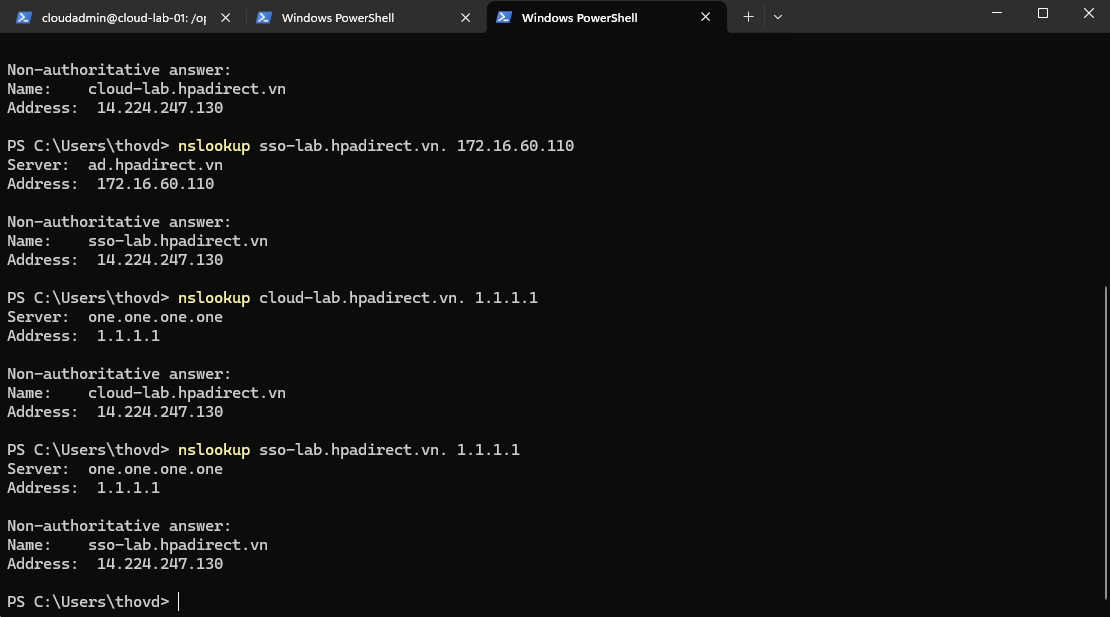 cloudadmin@cloud-lab-01: /op
Windows PowerShell
Windows PowerShell
Non-authoritative answer:
Name:    cloud-lab.hpadirect.vn
Address:  14.224.247.130
PS C:\Users\thovd> nslookup sso-lab.hpadirect.vn. 172.16.60.110
Server:  ad.hpadirect.vn
Address:  172.16.60.110
Non-authoritative answer:
Name:    sso-lab.hpadirect.vn
Address:  14.224.247.130
PS C:\Users\thovd> nslookup cloud-lab.hpadirect.vn. 1.1.1.1
Server:  one.one.one.one
Address:  1.1.1.1
Non-authoritative answer:
Name:    cloud-lab.hpadirect.vn
Address:  14.224.247.130
PS C:\Users\thovd> nslookup sso-lab.hpadirect.vn. 1.1.1.1
Server:  one.one.one.one
Address:  1.1.1.1
Non-authoritative answer:
Name:    sso-lab.hpadirect.vn
Address:  14.224.247.130
PS C:\Users\thovd>